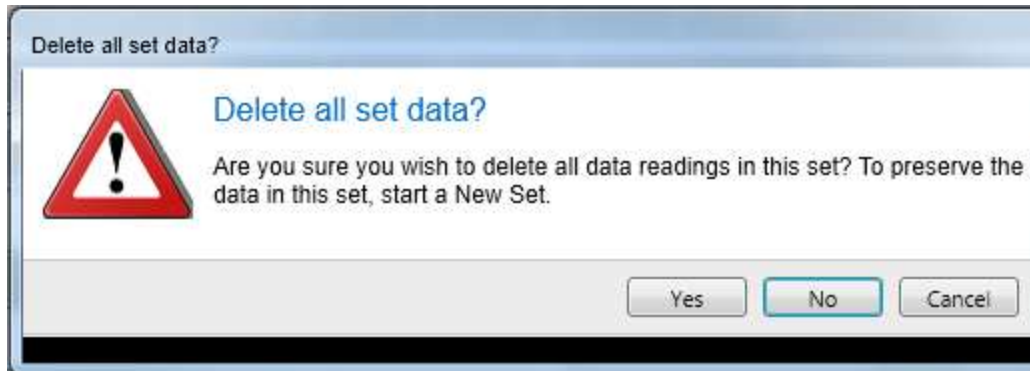 Delete all set data?
Delete all set data?
Are you sure you wish to delete all data readings in this set? To preserve the
data in this set, start a New Set.
Yes No Cancel